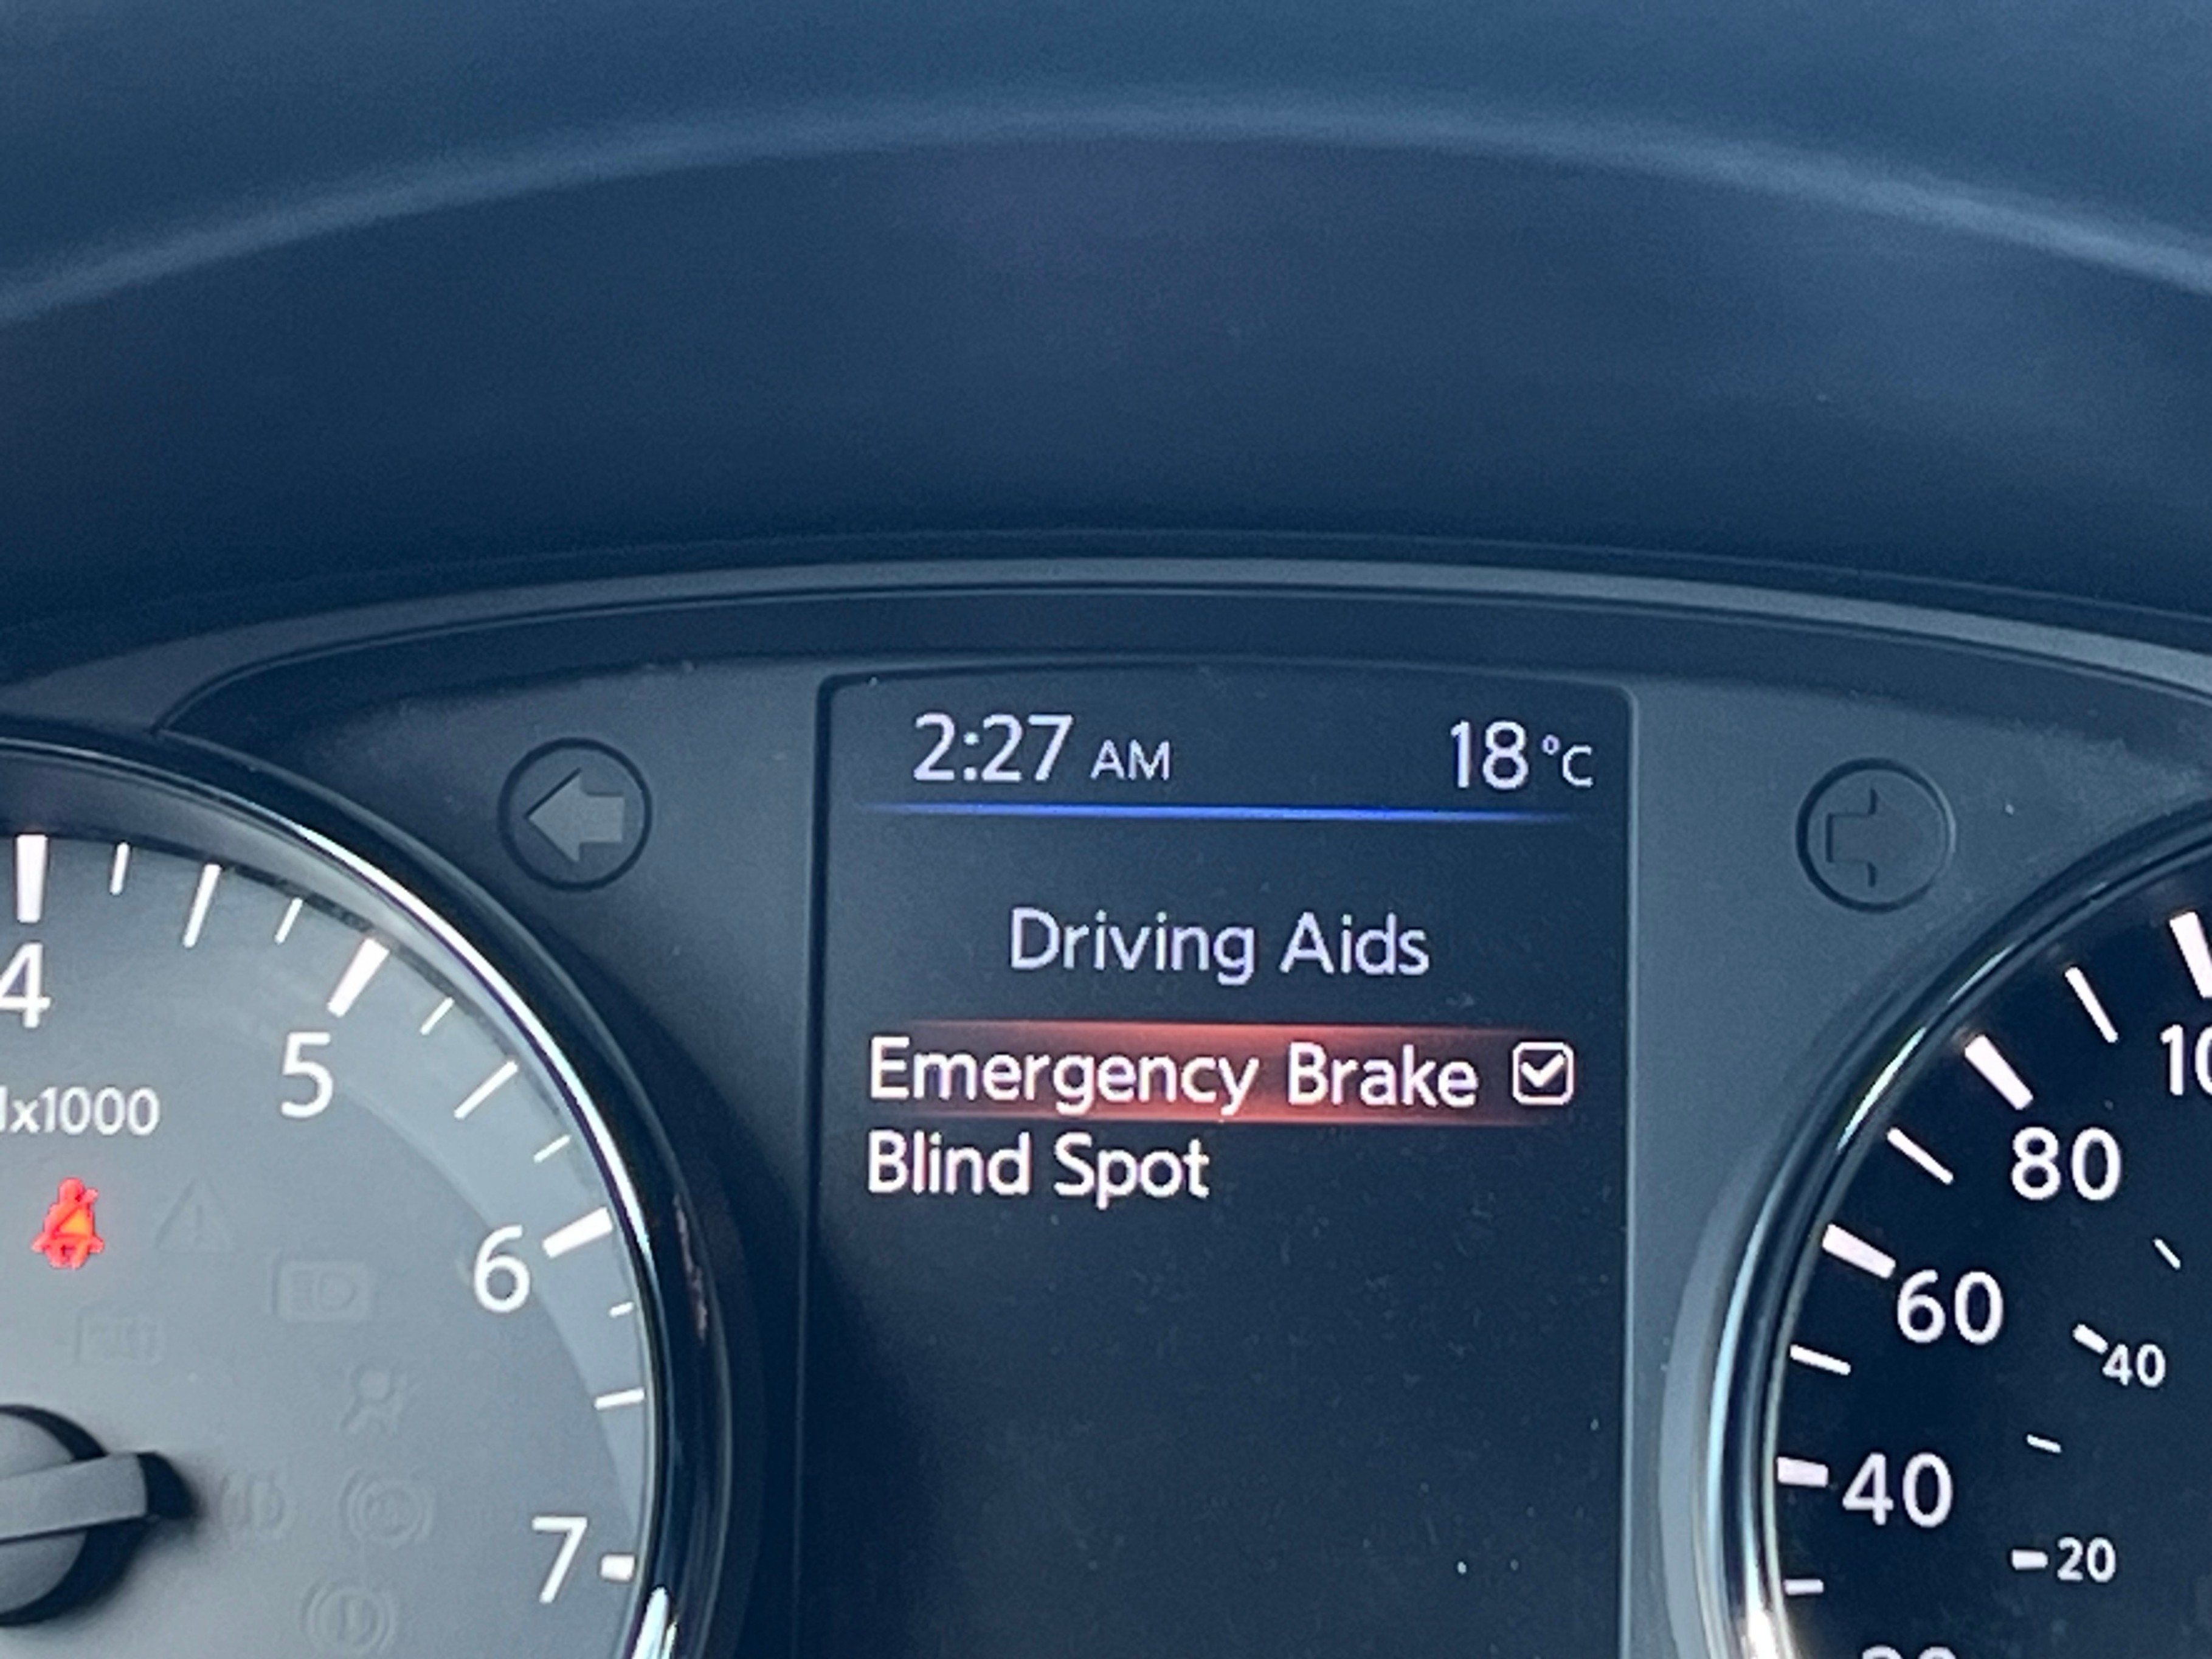 2:27 AM 18°C
Driving Aids
Emergency Brake
Blind Spot
4
5
x1000
6
7
80
60
40
40
20